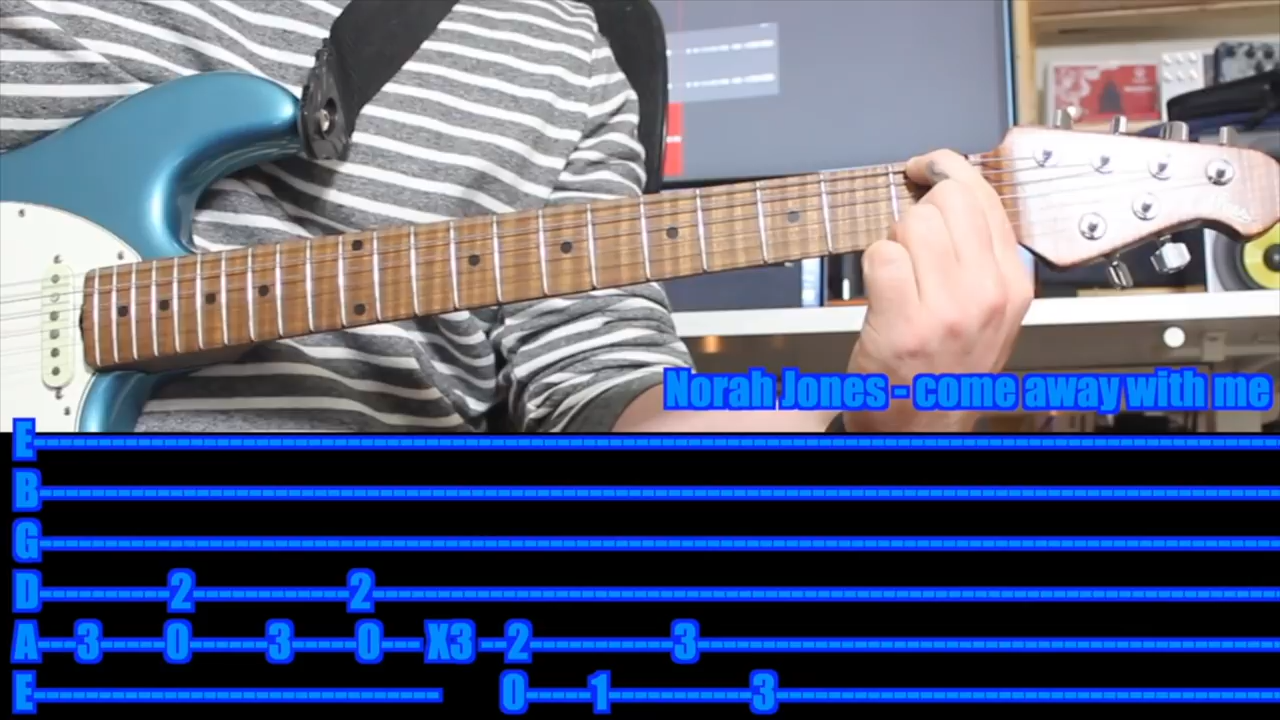 Norah Jones - come away with me
E--------------------------------------------------
B--------------------------------------------------
G--------------------------------------------------
D----------2-------------2-------------------------
A---3------0------3------0--- X3 --2----------3-----
E----------------------------      0-----1----------3-----